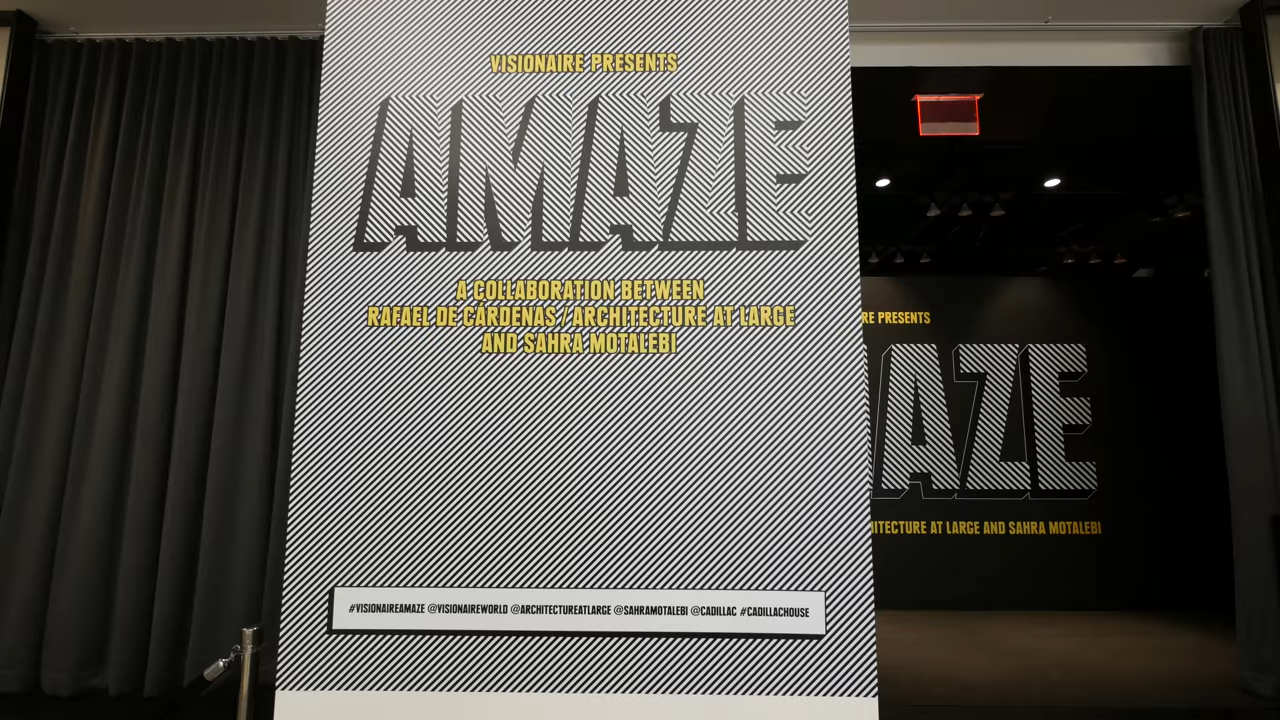 VISIONAIRE PRESENTS
AMAZE
A COLLABORATION BETWEEN
RAFAEL DE CÁRDENAS / ARCHITECTURE AT LARGE
AND SAHRA MOTALEBI
#VISIONAIREAMAZE @VISIONAIREWORLD @ARCHITECTUREATLARGE @SAHRAMOTALEBI @CADILLAC #CADILLACHOUSE
RE PRESENTS
AZE
ITECTURE AT LARGE AND SAHRA MOTALEBI